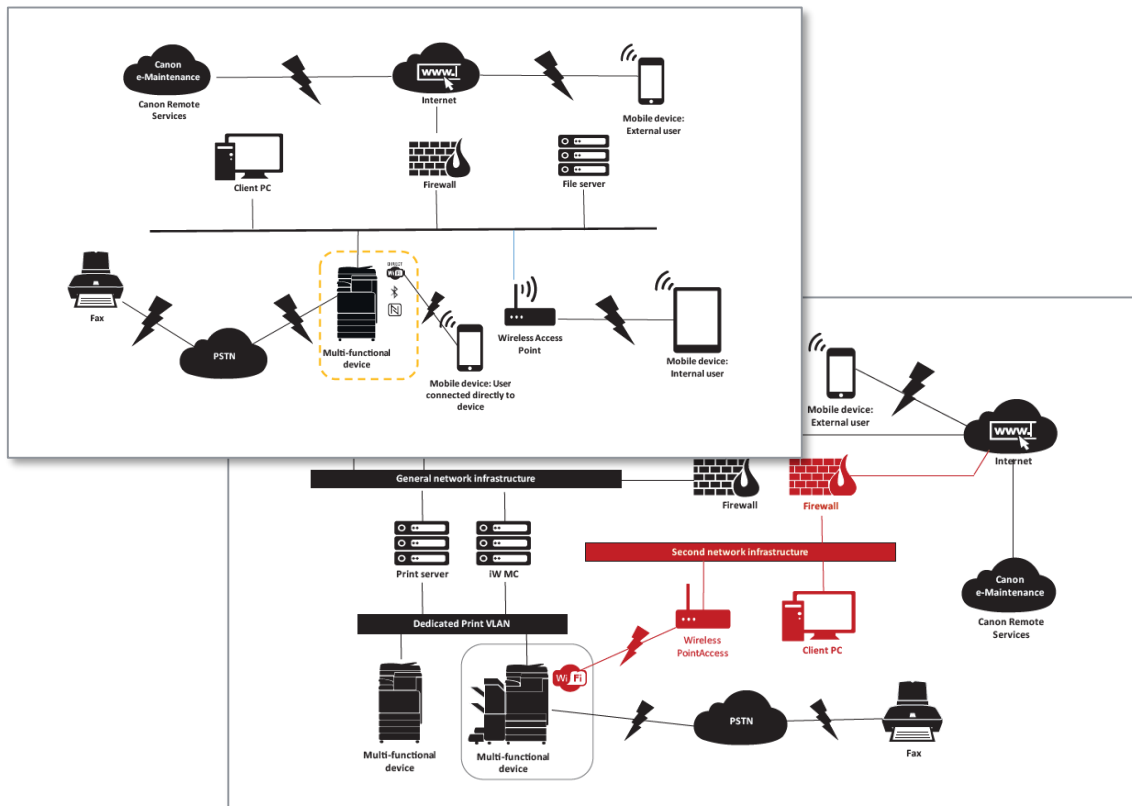 Canon
e-Maintenance
Canon Remote
Services
www.
Internet
Mobile device:
External user
Client PC
Firewall
File server
Fax
PSTN
DIRECT
Wi Fi
Multi-functional
device
Mobile device: User
connected directly to
device
Wireless Access
Point
Mobile device:
Internal user
Mobile device:
External user
www.
Internet
General network infrastructure
Firewall
Firewall
Print server
iW MC
Second network infrastructure
Canon
e-Maintenance
Canon Remote
Services
Dedicated Print VLAN
Wireless
PointAccess
Client PC
Wi Fi
Multi-functional
device
Multi-functional
device
PSTN
Fax